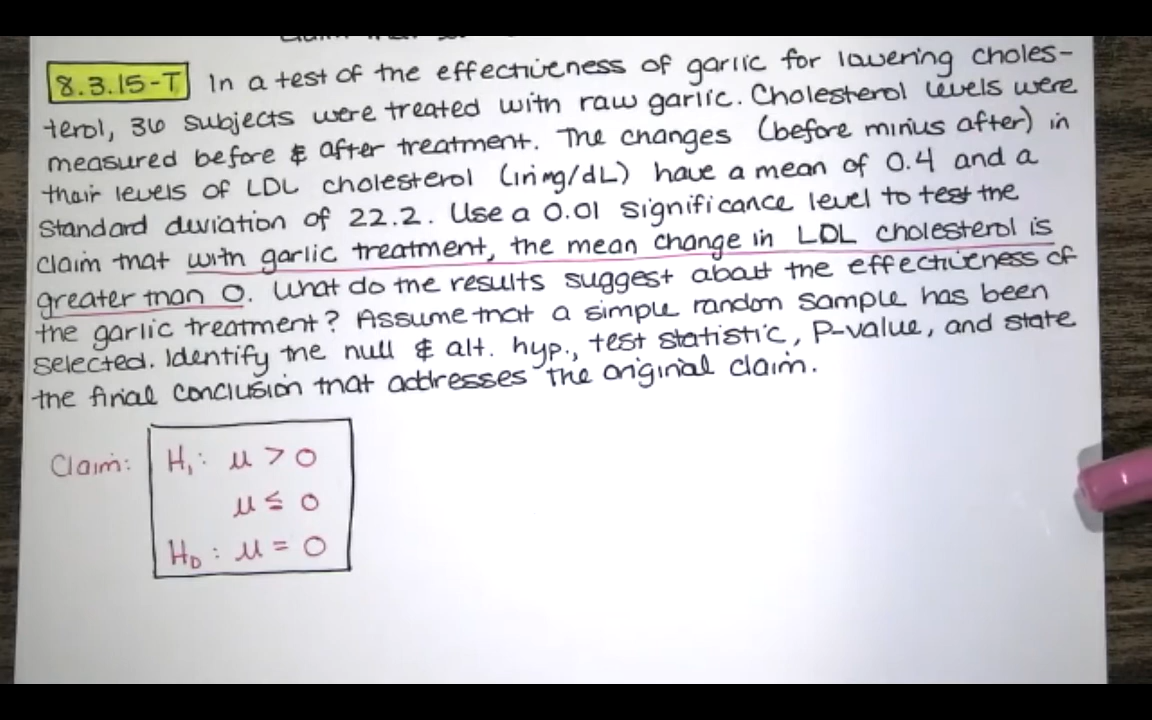 8.3.15-T In a test of the effectiveness of garlic for lowering choles-
terol, 36 subjects were treated with raw garlic. Cholesterol levels were
measured before & after treatment. The changes (before minus after) in
their levels of LDL cholesterol (in mg/dL) have a mean of 0.4 and a
standard deviation of 22.2. Use a 0.01 significance level to test the
claim that with garlic treatment, the mean change in LDL cholesterol is
greater than 0. What do the results suggest about the effectiveness of
the garlic treatment? Assume that a simple random sample has been
selected. Identify the null & alt. hyp., test statistic, P-value, and state
the final conclusion that addresses the original claim.
Claim: H₁: μ > 0
μ ≤ 0
H₀: μ = 0